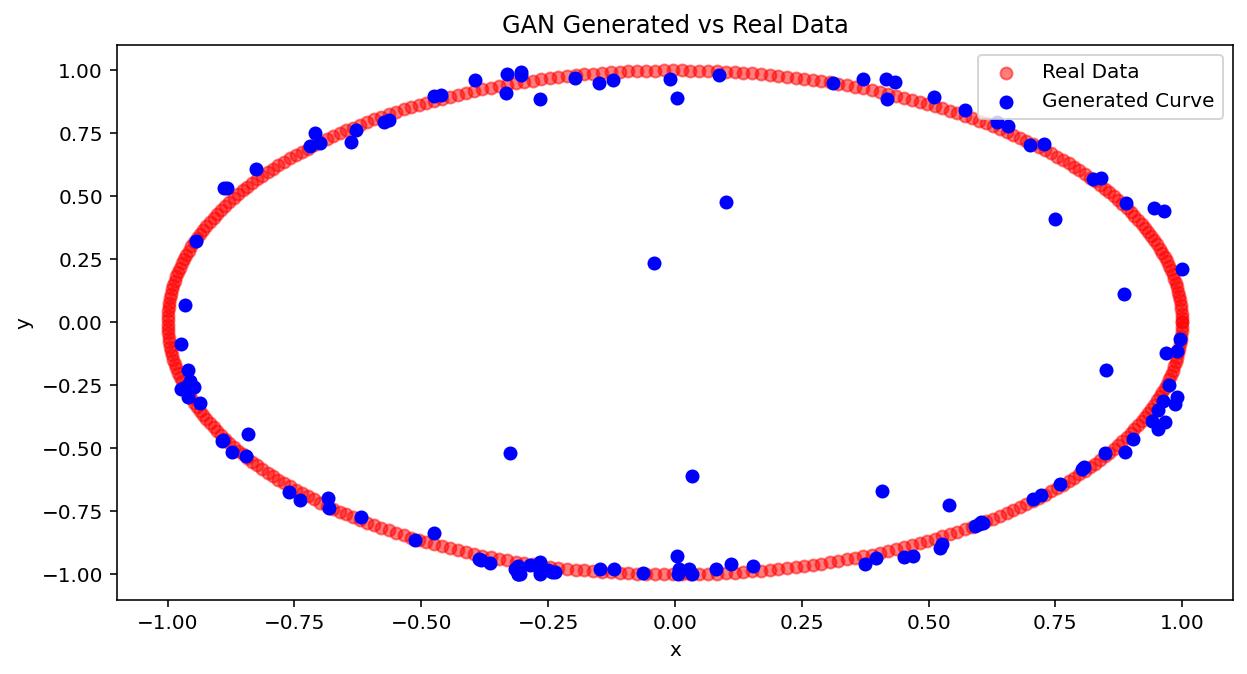 GAN Generated vs Real Data
Real Data
Generated Curve
1.00
0.75
0.50
0.25
0.00
−0.25
−0.50
−0.75
−1.00
y
−1.00 −0.75 −0.50 −0.25 0.00 0.25 0.50 0.75 1.00
x